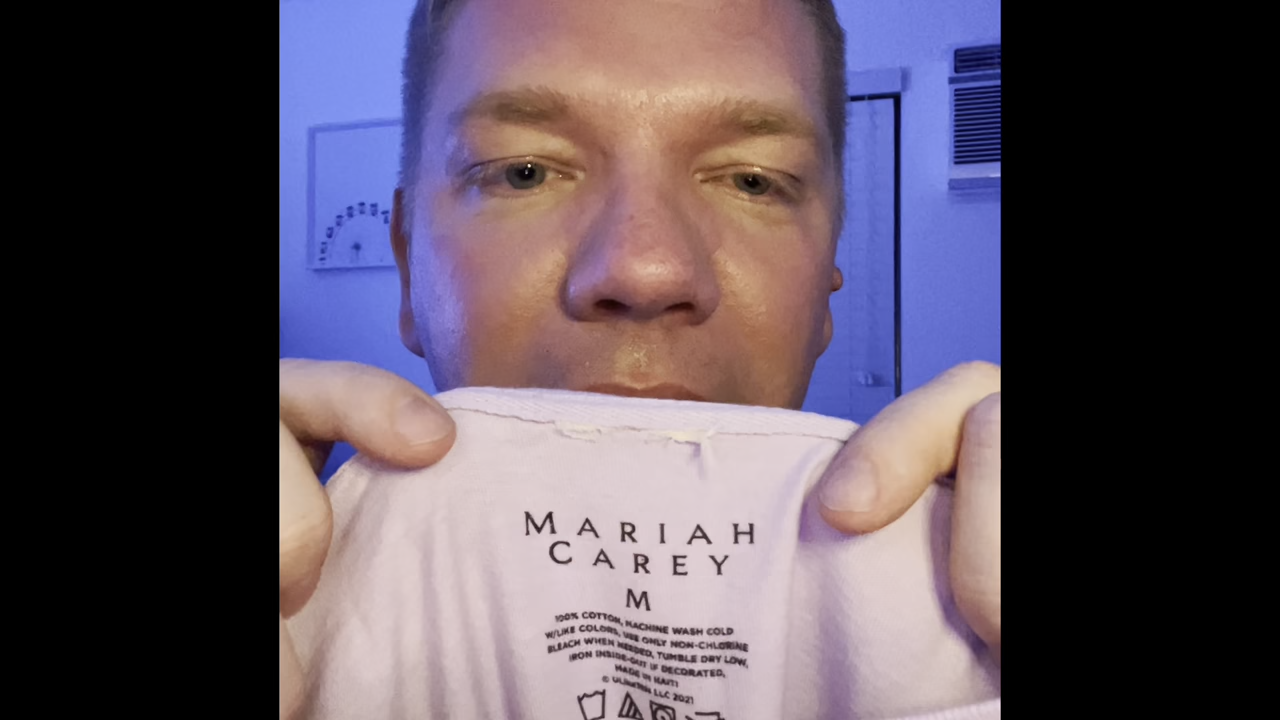 MARIAH
CAREY
M
100% COTTON, MACHINE WASH COLD
W/LIKE COLORS, USE ONLY NON-CHLORINE
BLEACH WHEN NEEDED, TUMBLE DRY LOW,
IRON INSIDE-OUT IF DECORATED,
MADE IN HAITI
© LLC 2021